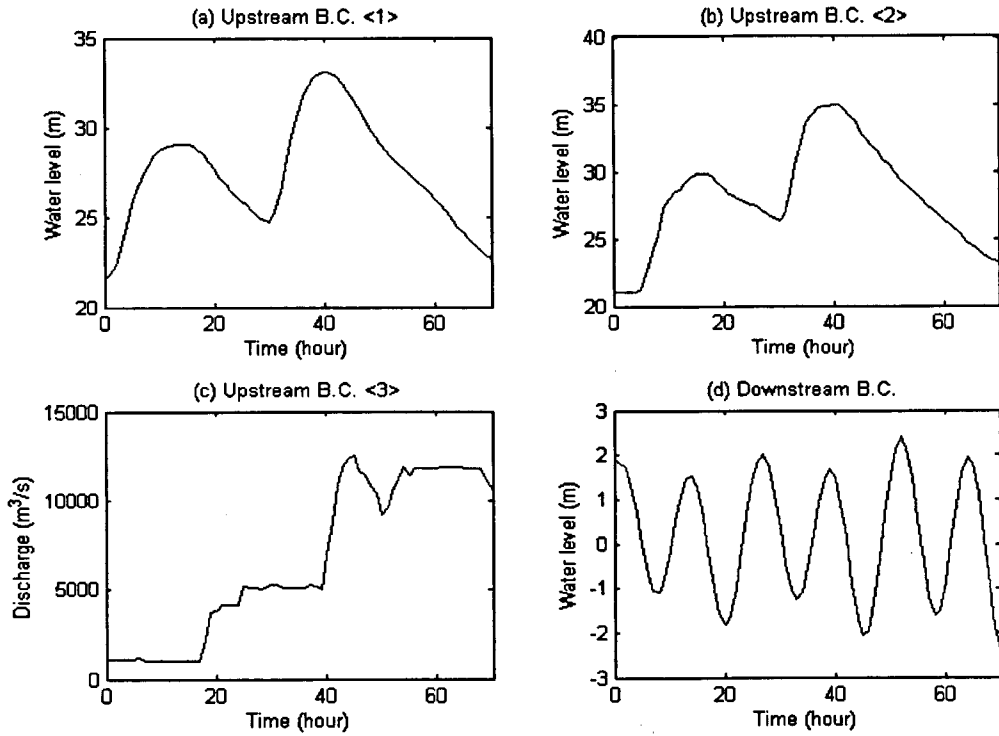 (a) Upstream B.C. <1>
35
30
25
20
Water level (m)
0 20 40 60
Time (hour)
(b) Upstream B.C. <2>
40
35
30
25
20
Water level (m)
0 20 40 60
Time (hour)
(c) Upstream B.C. <3>
15000
10000
5000
0
Discharge (m³/s)
0 20 40 60
Time (hour)
(d) Downstream B.C.
3
2
1
0
-1
-2
-3
Water level (m)
0 20 40 60
Time (hour)